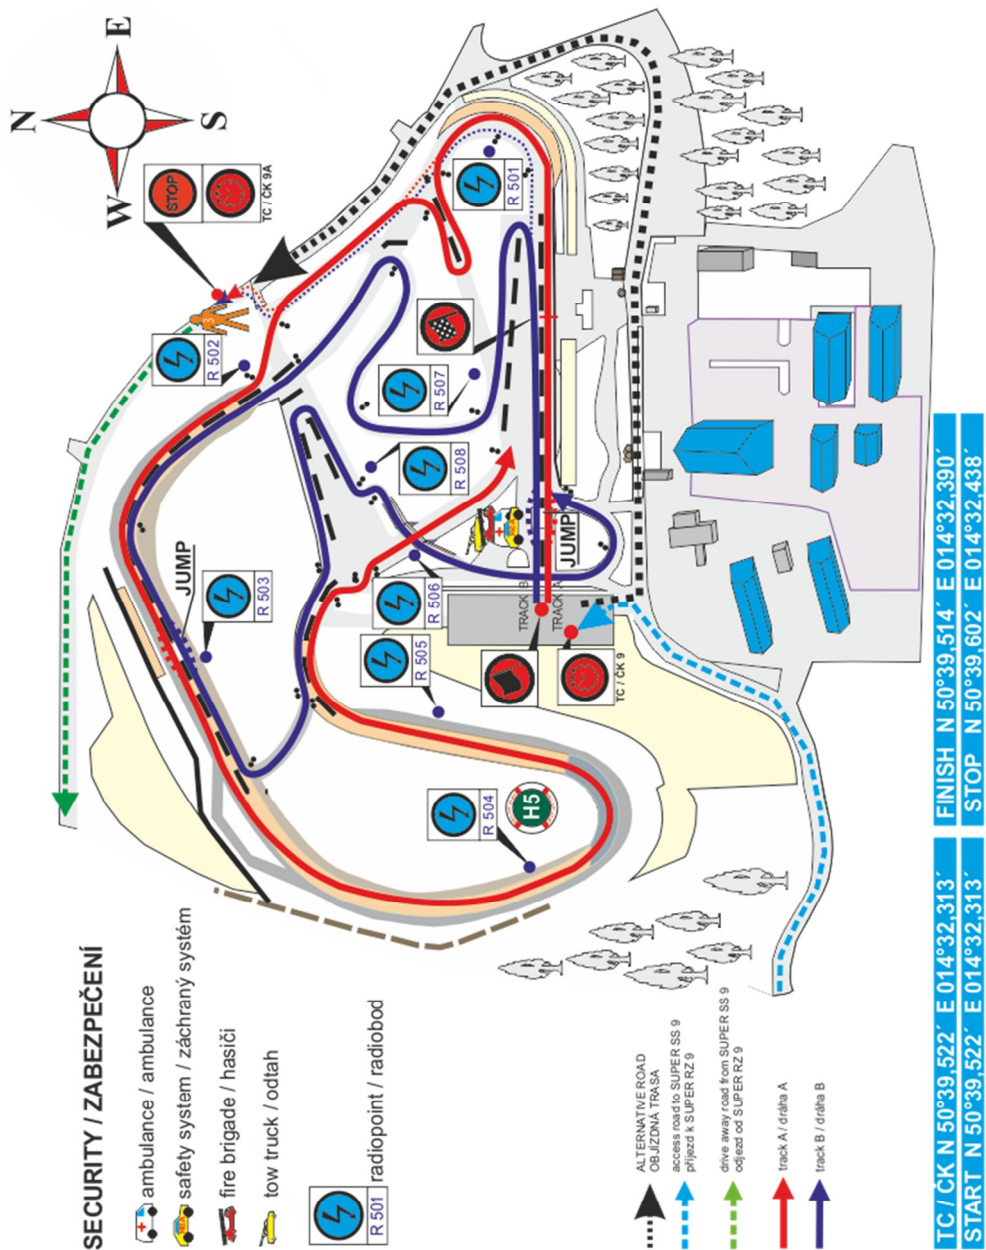 N
E
S
W
STOP
TC / ČK 9A
R 501
R 502
R 507
R 508
JUMP
R 503
R 506
R 505
JUMP
TRACK B
TRACK A
TC / ČK 9
R 504
H5
SECURITY / ZABEZPEČENÍ
ambulance / ambulance
safety system / záchraný systém
fire brigade / hasiči
tow truck / odtah
R 501
radiopoint / radiobod
ALTERNATIVE ROAD
OBJÍZDNÁ TRASA
access road to SUPER SS 9
příjezd k SUPER RZ 9
drive away road from SUPER SS 9
odjezd od SUPER RZ 9
track A / dráha A
track B / dráha B
TC / ČK N 50°39,522´ E 014°32,313´
FINISH N 50°39,514´ E 014°32,390´
START N 50°39,522´ E 014°32,313´
STOP N 50°39,602´ E 014°32,438´